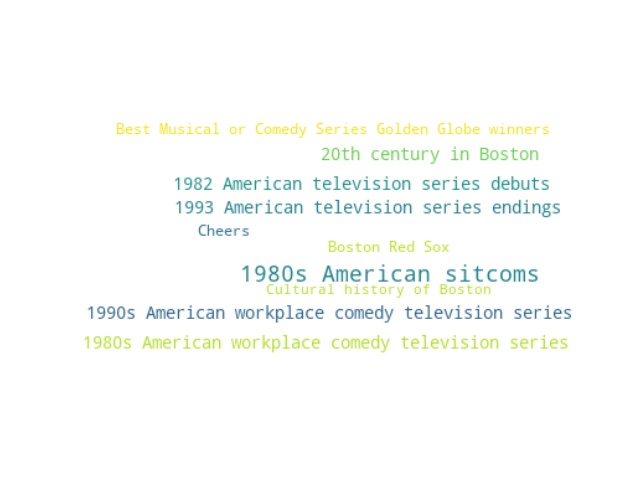 Best Musical or Comedy Series Golden Globe winners
20th century in Boston
1982 American television series debuts
1993 American television series endings
Cheers
Boston Red Sox
1980s American sitcoms
Cultural history of Boston
1990s American workplace comedy television series
1980s American workplace comedy television series